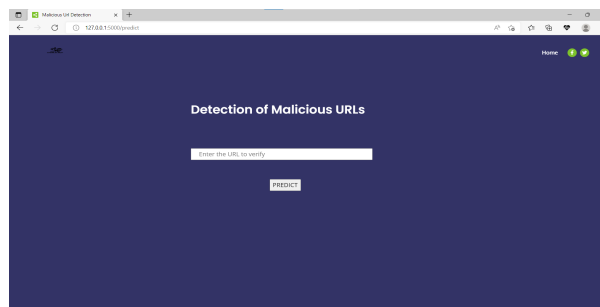 Malicious Url Detection
127.0.0.1:5000/predict
Home
Detection of Malicious URLs
Enter the URL to verify
PREDICT